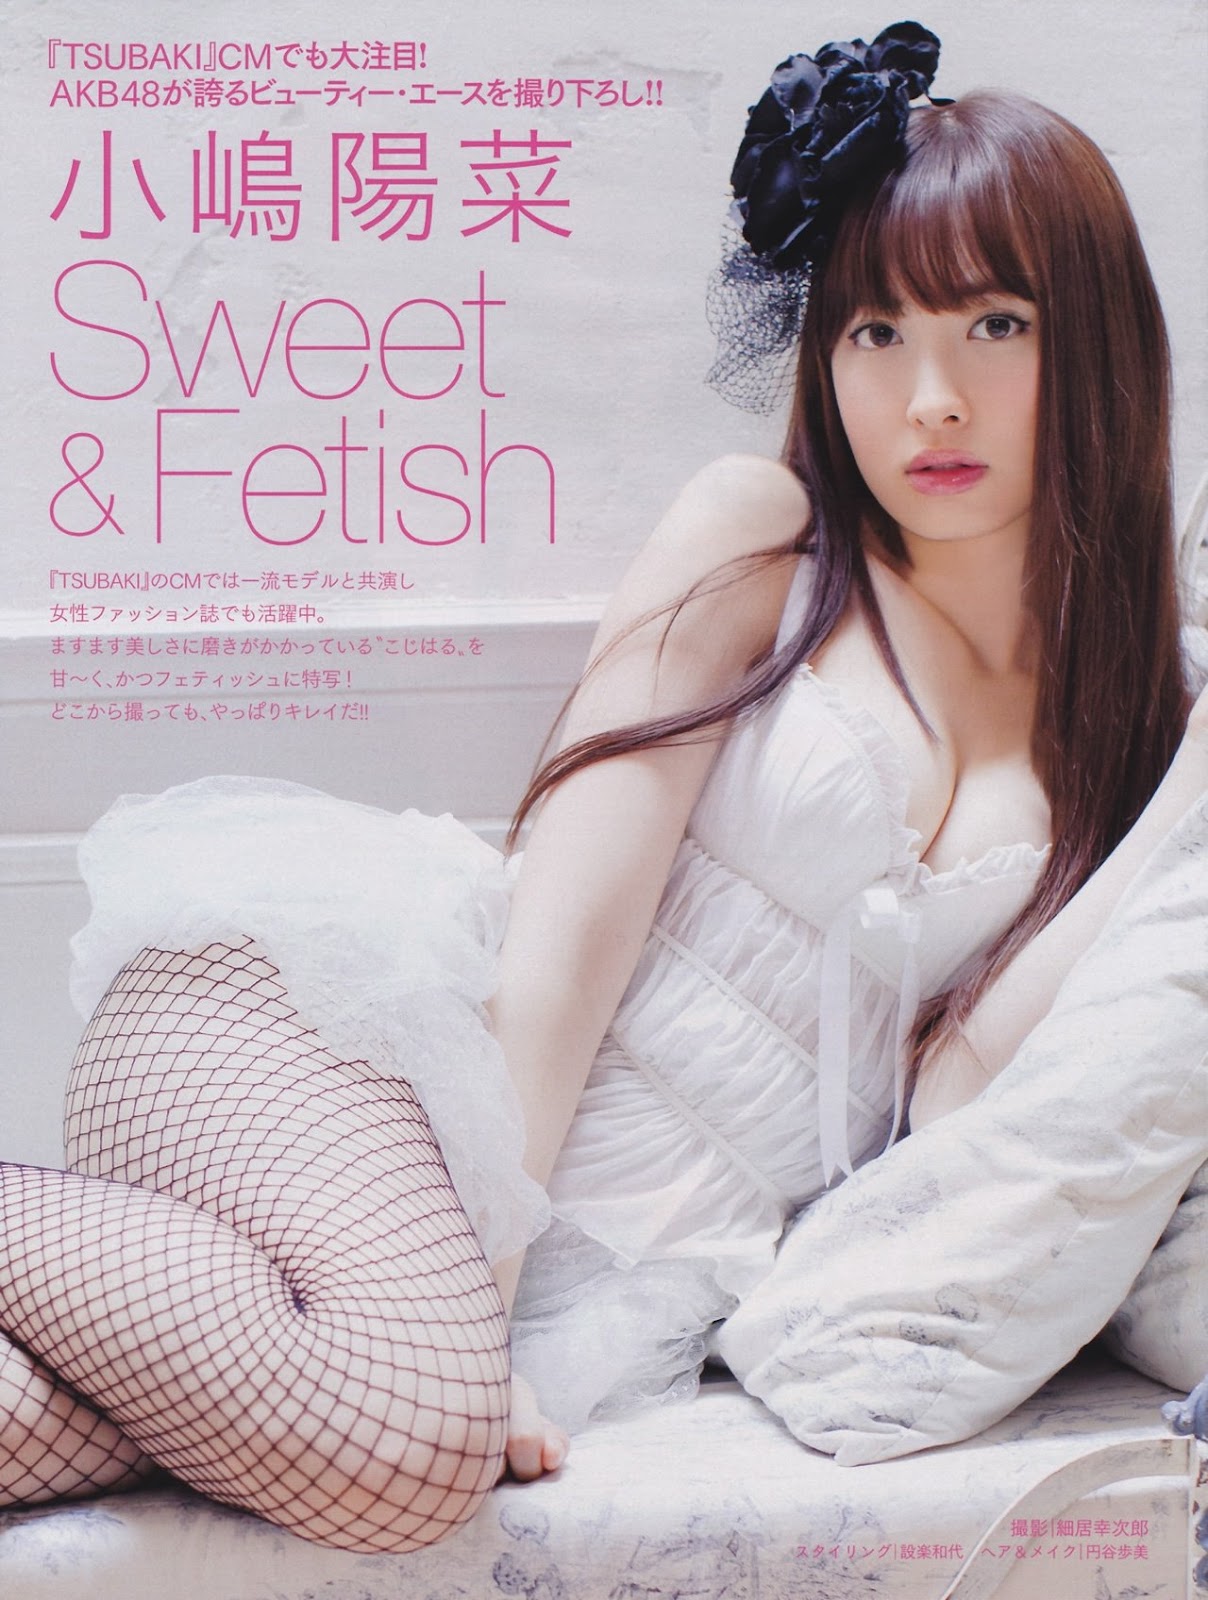 『TSUBAKI』CMでも大注目!
AKB48が誇るビューティー・エースを撮り下ろし!!
小嶋陽菜
Sweet
& Fetish
『TSUBAKI』のCMでは一流モデルと共演し
女性ファッション誌でも活躍中。
ますます美しさに磨きがかかっている〝こじはる〟を
甘〜く、かつフェティッシュに特写!
どこから撮っても、やっぱりキレイだ!!
撮影|細居幸次郎
スタイリング|設楽和代 ヘア&メイク|円谷歩美